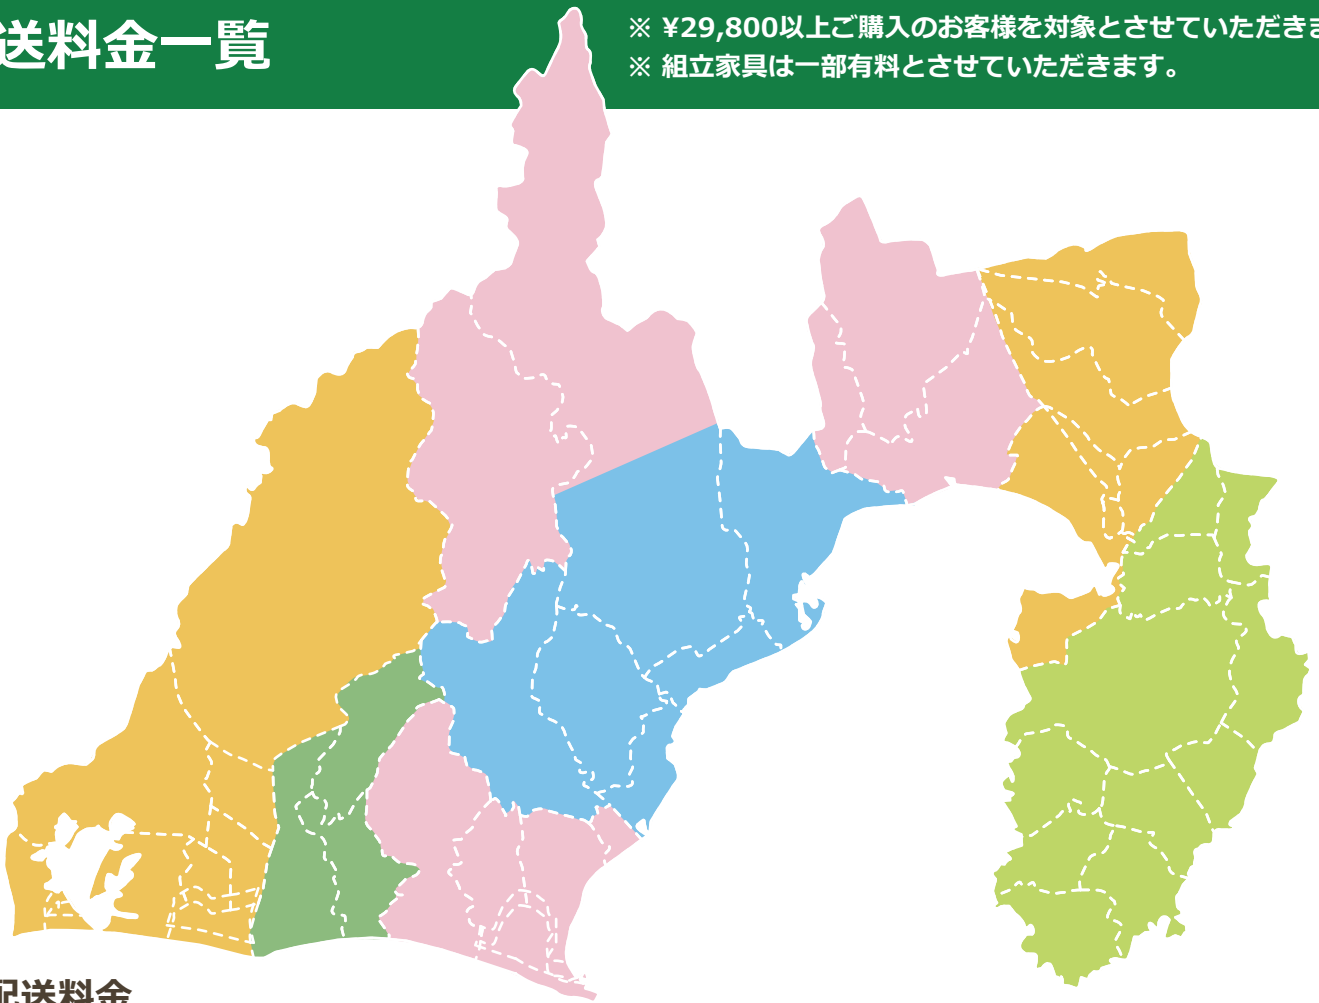 送料金一覧
※ ¥29,800以上ご購入のお客様を対象とさせていただきま
※ 組立家具は一部有料とさせていただきます。
配送料金